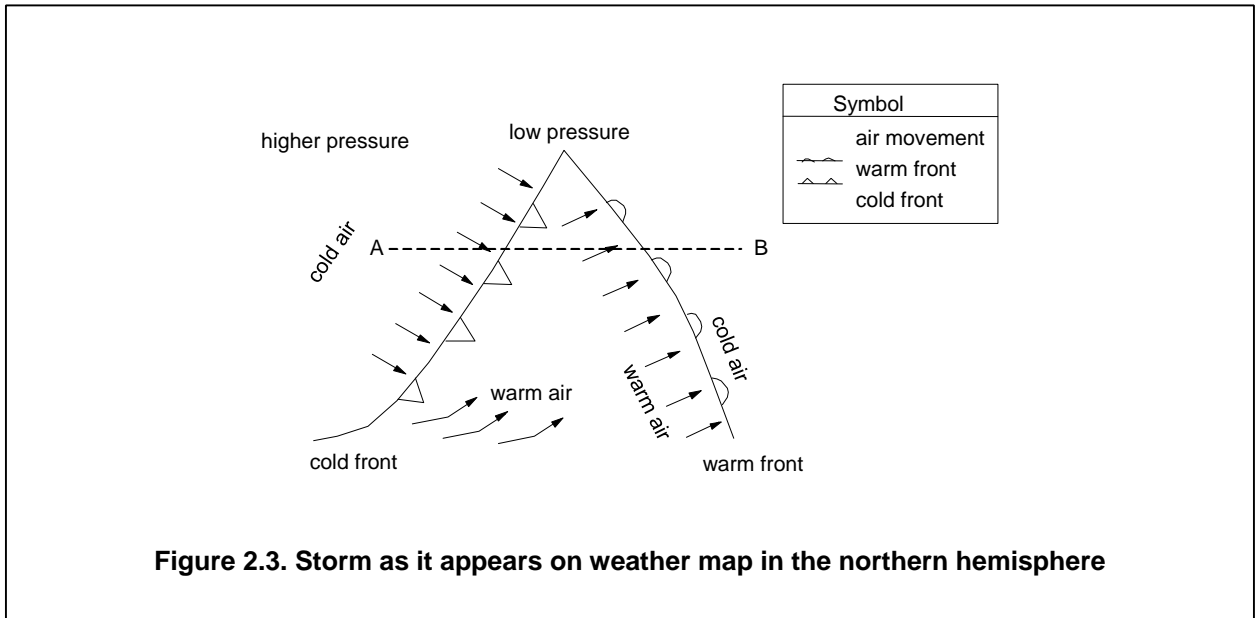 Symbol
air movement
warm front
cold front
low pressure
higher pressure
cold air
A
B
cold air
warm air
warm air
cold front
warm front
Figure 2.3. Storm as it appears on weather map in the northern hemisphere